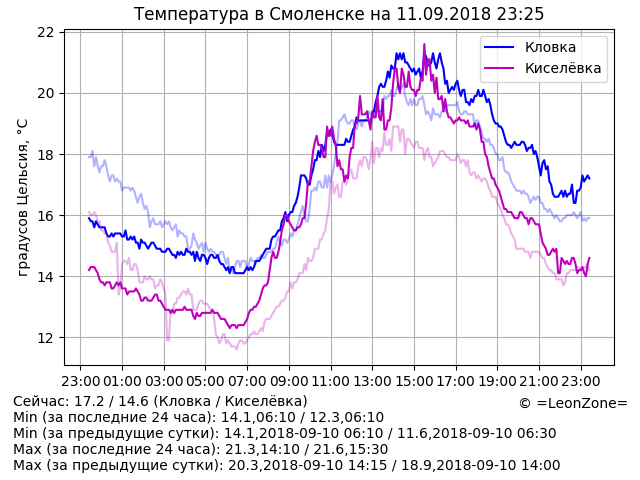 Температура в Смоленске на 11.09.2018 23:25
градусов Цельсия, °C
22
20
18
16
14
12
Кловка
Киселёвка
23:00 01:00 03:00 05:00 07:00 09:00 11:00 13:00 15:00 17:00 19:00 21:00 23:00
Сейчас: 17.2 / 14.6 (Кловка / Киселёвка)
© =LeonZone=
Min (за последние 24 часа): 14.1,06:10 / 12.3,06:10
Min (за предыдущие сутки): 14.1,2018-09-10 06:10 / 11.6,2018-09-10 06:30
Max (за последние 24 часа): 21.3,14:10 / 21.6,15:30
Max (за предыдущие сутки): 20.3,2018-09-10 14:15 / 18.9,2018-09-10 14:00